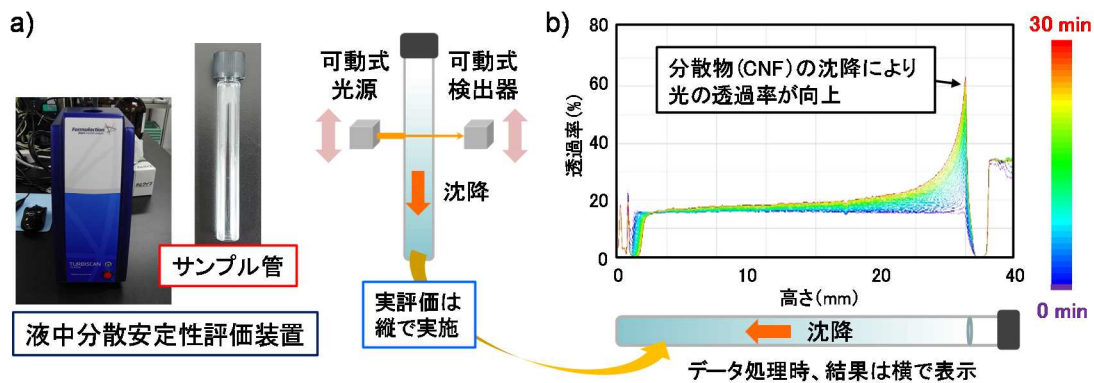 a)
Formulaction
TURBISCAN
サンプル管
液中分散安定性評価装置
可動式
光源
可動式
検出器
沈降
実評価は
縦で実施
b)
80
60
40
20
0
透過率(%)
分散物(CNF)の沈降により
光の透過率が向上
0
10
20
40
高さ(mm)
30 min
0 min
沈降
データ処理時、結果は横で表示